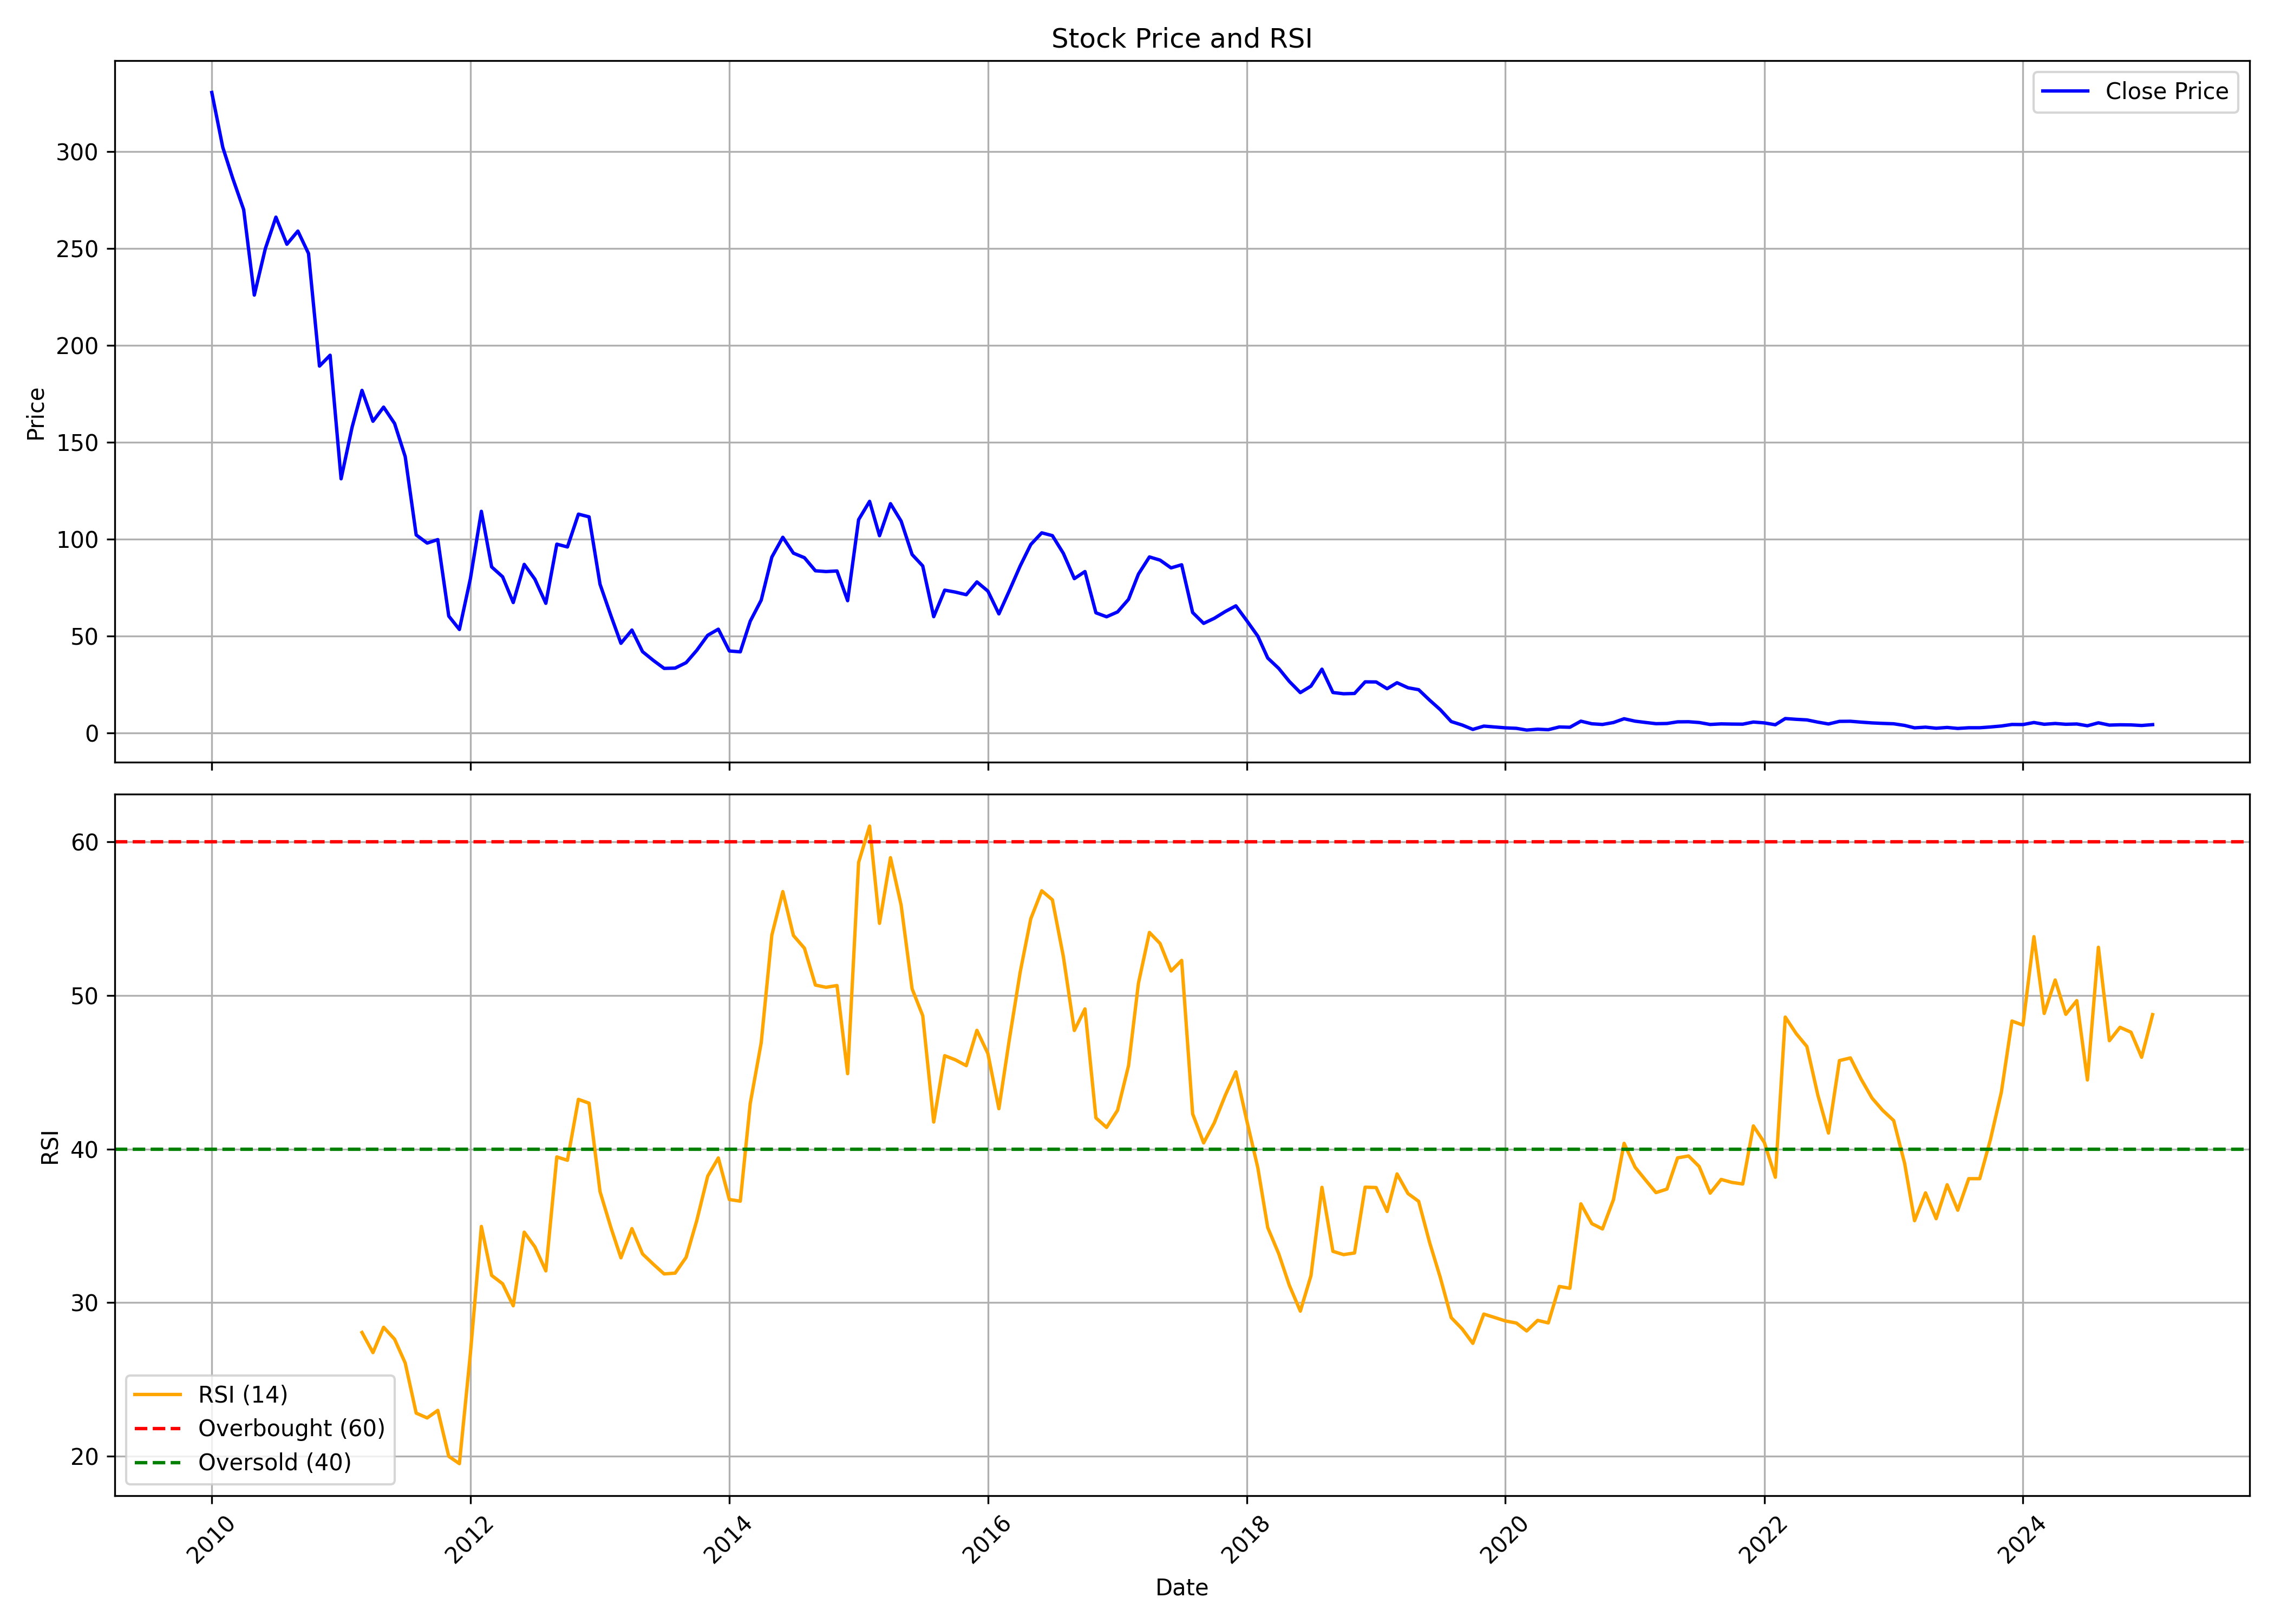 Stock Price and RSI
Close Price
300
250
200
150
100
50
0
Price
60
50
40
30
20
RSI
RSI (14)
Overbought (60)
Oversold (40)
2010
2012
2014
2016
2018
2020
2022
2024
Date